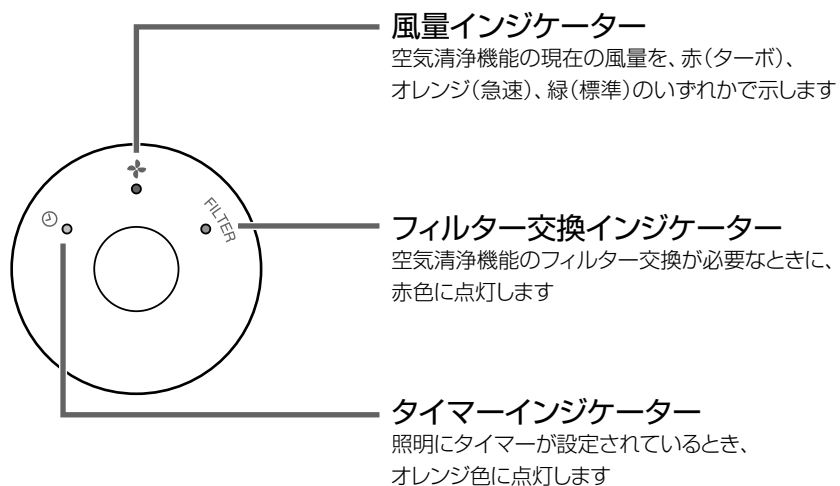 風量インジケーター
空気清浄機能の現在の風量を、赤（ターボ）、
オレンジ（急速）、緑（標準）のいずれかで示します
FILTER
フィルター交換インジケーター
空気清浄機能のフィルター交換が必要なときに、
赤色に点灯します
タイマーインジケーター
照明にタイマーが設定されているとき、
オレンジ色に点灯します